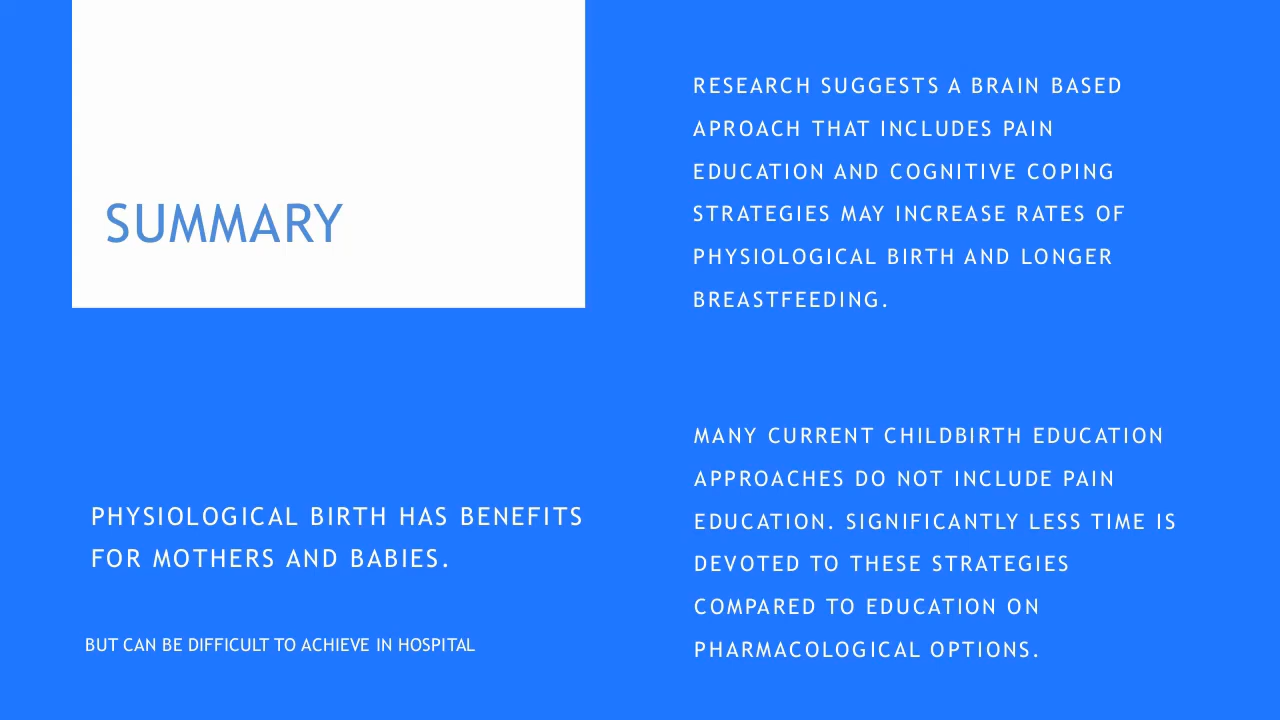 SUMMARY
PHYSIOLOGICAL BIRTH HAS BENEFITS
FOR MOTHERS AND BABIES.
BUT CAN BE DIFFICULT TO ACHIEVE IN HOSPITAL
RESEARCH SUGGESTS A BRAIN BASED
APROACH THAT INCLUDES PAIN
EDUCATION AND COGNITIVE COPING
STRATEGIES MAY INCREASE RATES OF
PHYSIOLOGICAL BIRTH AND LONGER
BREASTFEEDING.
MANY CURRENT CHILDBIRTH EDUCATION
APPROACHES DO NOT INCLUDE PAIN
EDUCATION. SIGNIFICANTLY LESS TIME IS
DEVOTED TO THESE STRATEGIES
COMPARED TO EDUCATION ON
PHARMACOLOGICAL OPTIONS.